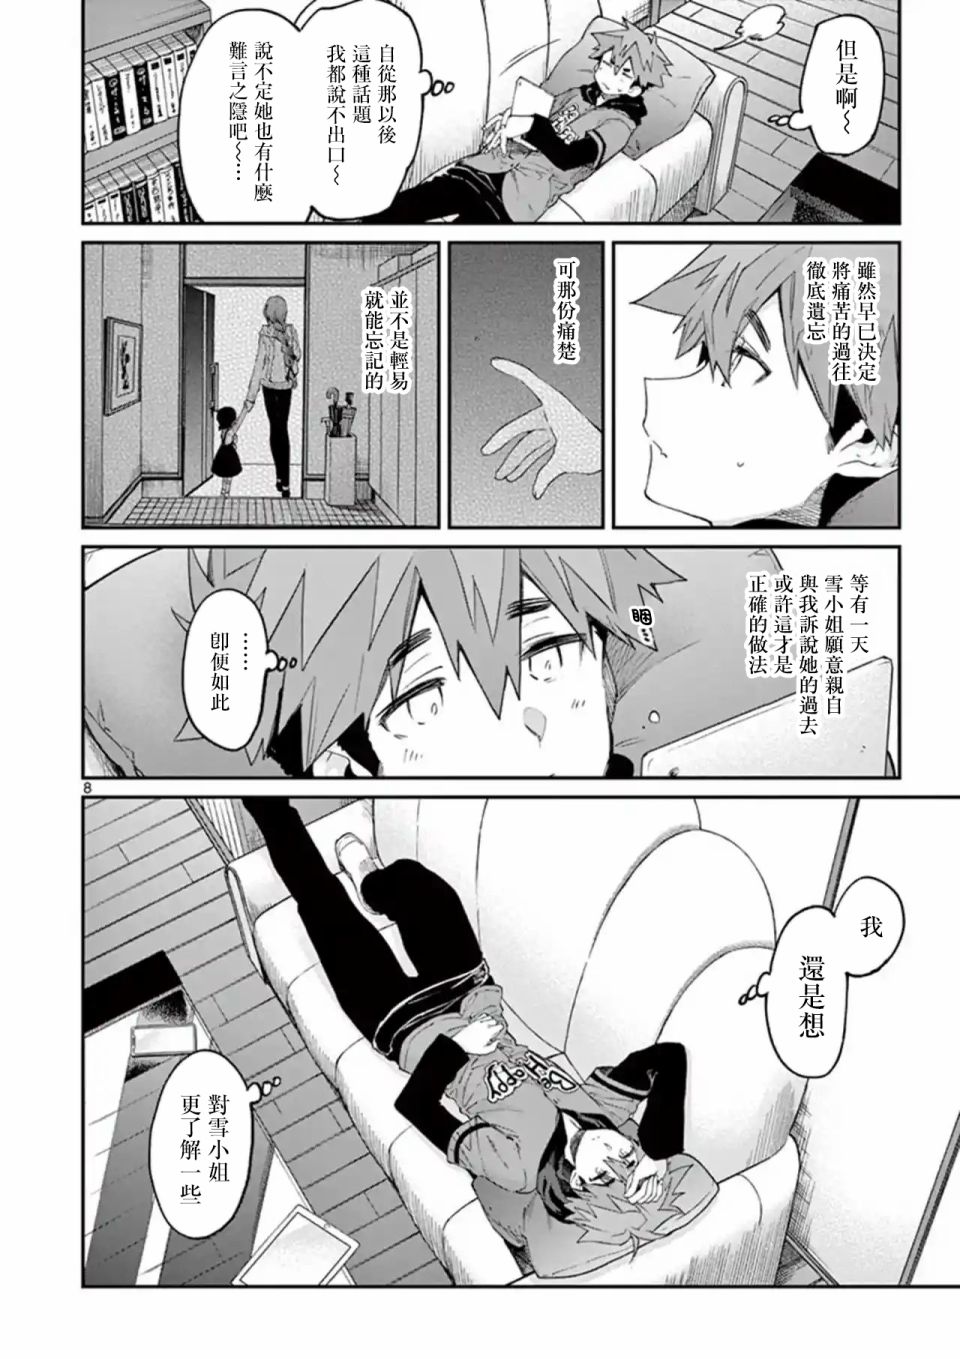 但是啊～
自從那以後
這種話題
我都說不出口～
說不定她也有什麼
難言之隱吧～……
雖然早已決定
將痛苦的過往
徹底遺忘
可那份痛楚
並不是輕易
就能忘記的
等有一天
雪小姐願意親自
與我訴說她的過去
或許這才是
正確的做法
睏…
……
即便如此
8
我
還是想
對雪小姐
更了解一些
Be Happy